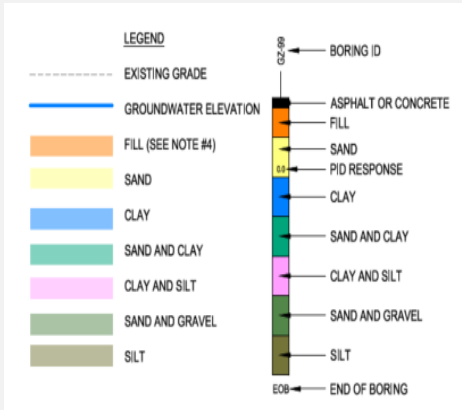 LEGEND
EXISTING GRADE
GROUNDWATER ELEVATION
FILL (SEE NOTE #4)
SAND
CLAY
SAND AND CLAY
CLAY AND SILT
SAND AND GRAVEL
SILT
GZ-99
BORING ID
ASPHALT OR CONCRETE
FILL
SAND
0.0 PID RESPONSE
CLAY
SAND AND CLAY
CLAY AND SILT
SAND AND GRAVEL
SILT
EOB END OF BORING